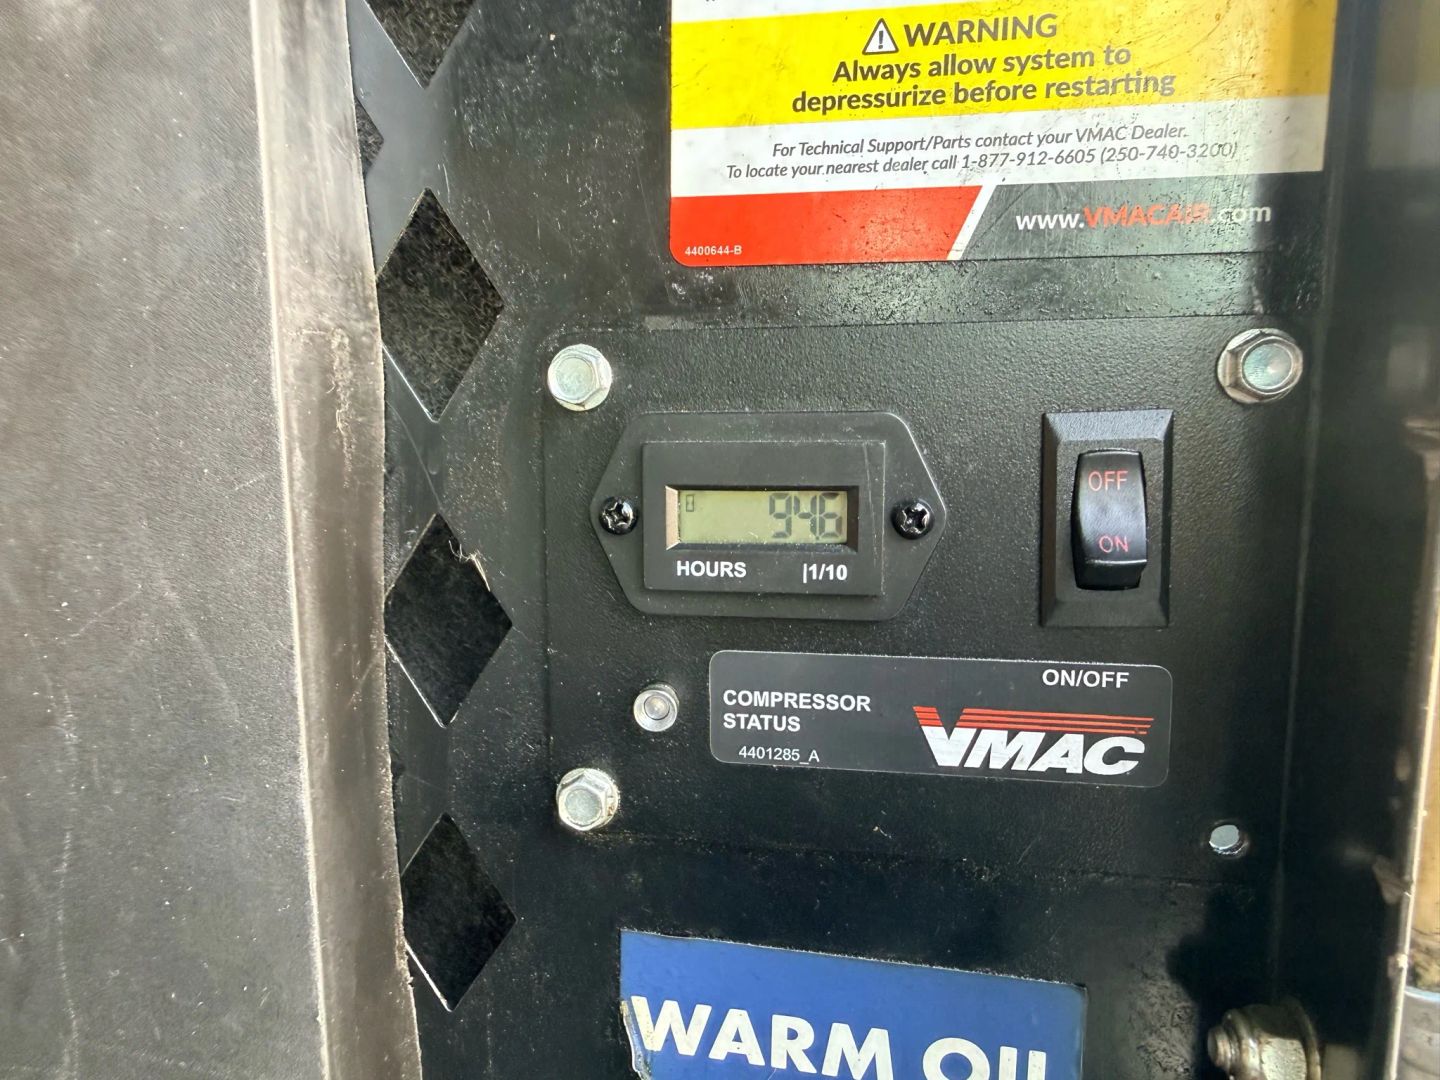 WARNING
Always allow system to
depressurize before restarting
For Technical Support/Parts contact your VMAC Dealer.
To locate your nearest dealer call 1-877-912-6605 (250-740-3200)
www.VMACAIR.com
4400644-B
OFF
946
ON
HOURS |1/10
ON/OFF
COMPRESSOR
STATUS
VMAC
4401285_A
WARM